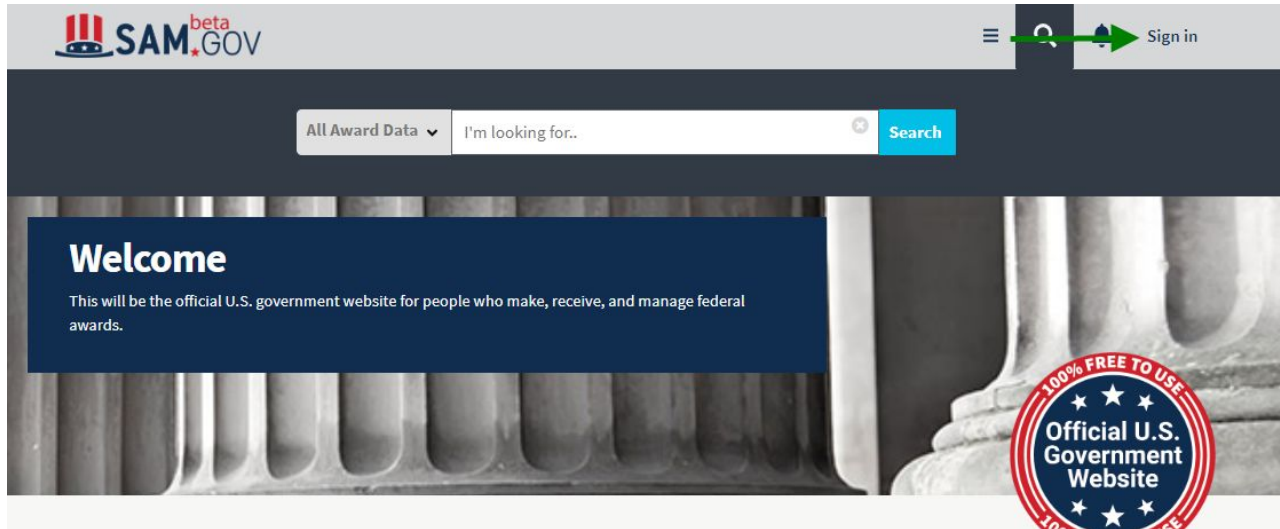 SAM.GOV beta
Sign in
All Award Data
I'm looking for..
Search
Welcome
This will be the official U.S. government website for people who make, receive, and manage federal
awards.
100% FREE TO USE
Official U.S.
Government
Website